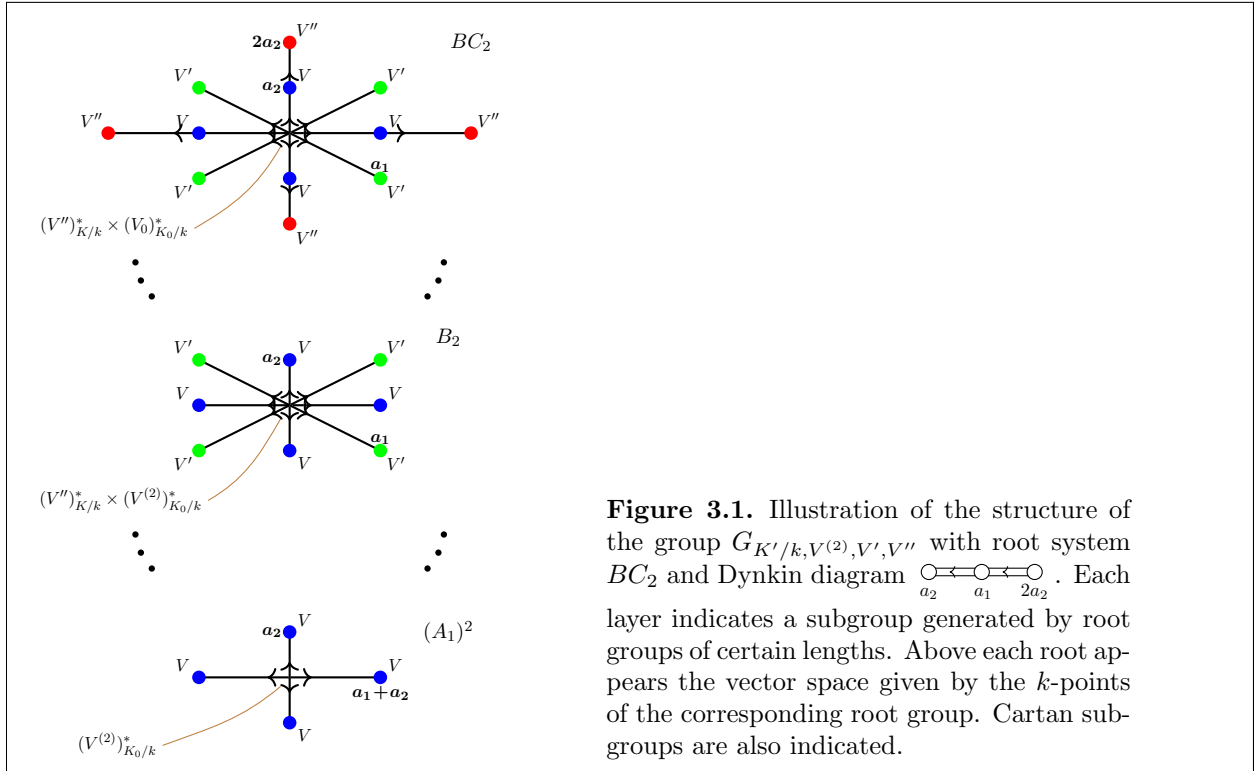 V''
2a₂
BC₂
V' a₂ V V'
V'' V V V''
a₁
V' V V'
(V'')*_{K/k} × (V₀)*_{K₀/k}
V''
B₂
V' a₂ V V'
V V
a₁
V' V V'
(V'')*_{K/k} × (V^{(2)})*_{K₀/k}
(A₁)²
a₂ V
V V
a₁+a₂
V
(V^{(2)})*_{K₀/k}
Figure 3.1. Illustration of the structure of
the group G_{K'/k,V^{(2)},V',V''} with root system
BC₂ and Dynkin diagram a₂ a₁ 2a₂ . Each
layer indicates a subgroup generated by root
groups of certain lengths. Above each root ap-
pears the vector space given by the k-points
of the corresponding root group. Cartan sub-
groups are also indicated.